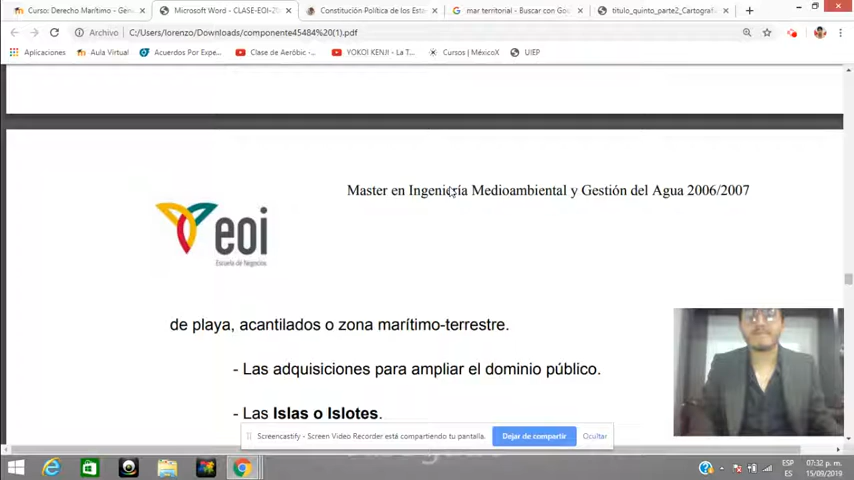 Curso: Derecho Marítimo - Gen
Microsoft Word - CLASE-EOI-20
Constitución Política de los Esta
mar territorial - Buscar con Goo
titulo_quinto_parte2_Cartografi
Archivo
C:/Users/lorenzo/Downloads/componente45484%20(1).pdf
Aplicaciones
Aula Virtual
Acuerdos Por Expe...
Clase de Aeróbic - ...
YOKOI KENJI - La T...
Cursos |MéxicoX
UIEP
Master en Ingeniería Medioambiental y Gestión del Agua 2006/2007
eoi
Escuela de Negocios
de playa, acantilados o zona marítimo-terrestre.
- Las adquisiciones para ampliar el dominio público.
- Las Islas o Islotes.
Screencastify - Screen Video Recorder está compartiendo tu pantalla.
Dejar de compartir
Ocultar
ESP
ES
07:32 p. m.
15/09/2019